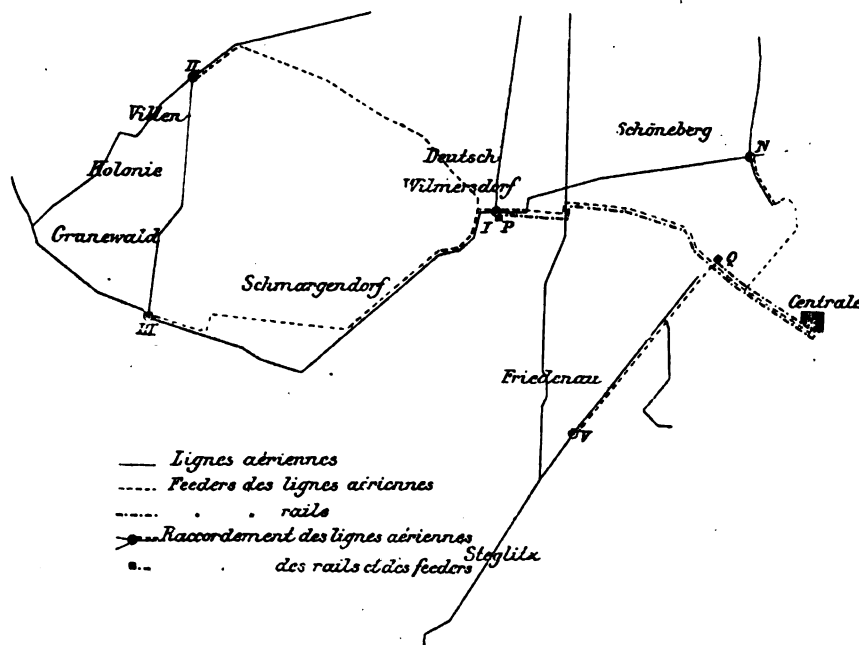 II
Villen
Kolonie
Grunewald
III
Schmargendorf
Deutsch
Wilmersdorf
I P
Schöneberg
N
Q
Centrale
Friedenau
V
Steglitz
Lignes aériennes
Feeders des lignes aériennes
" " rails
Raccordement des lignes aériennes
" des rails et des feeders